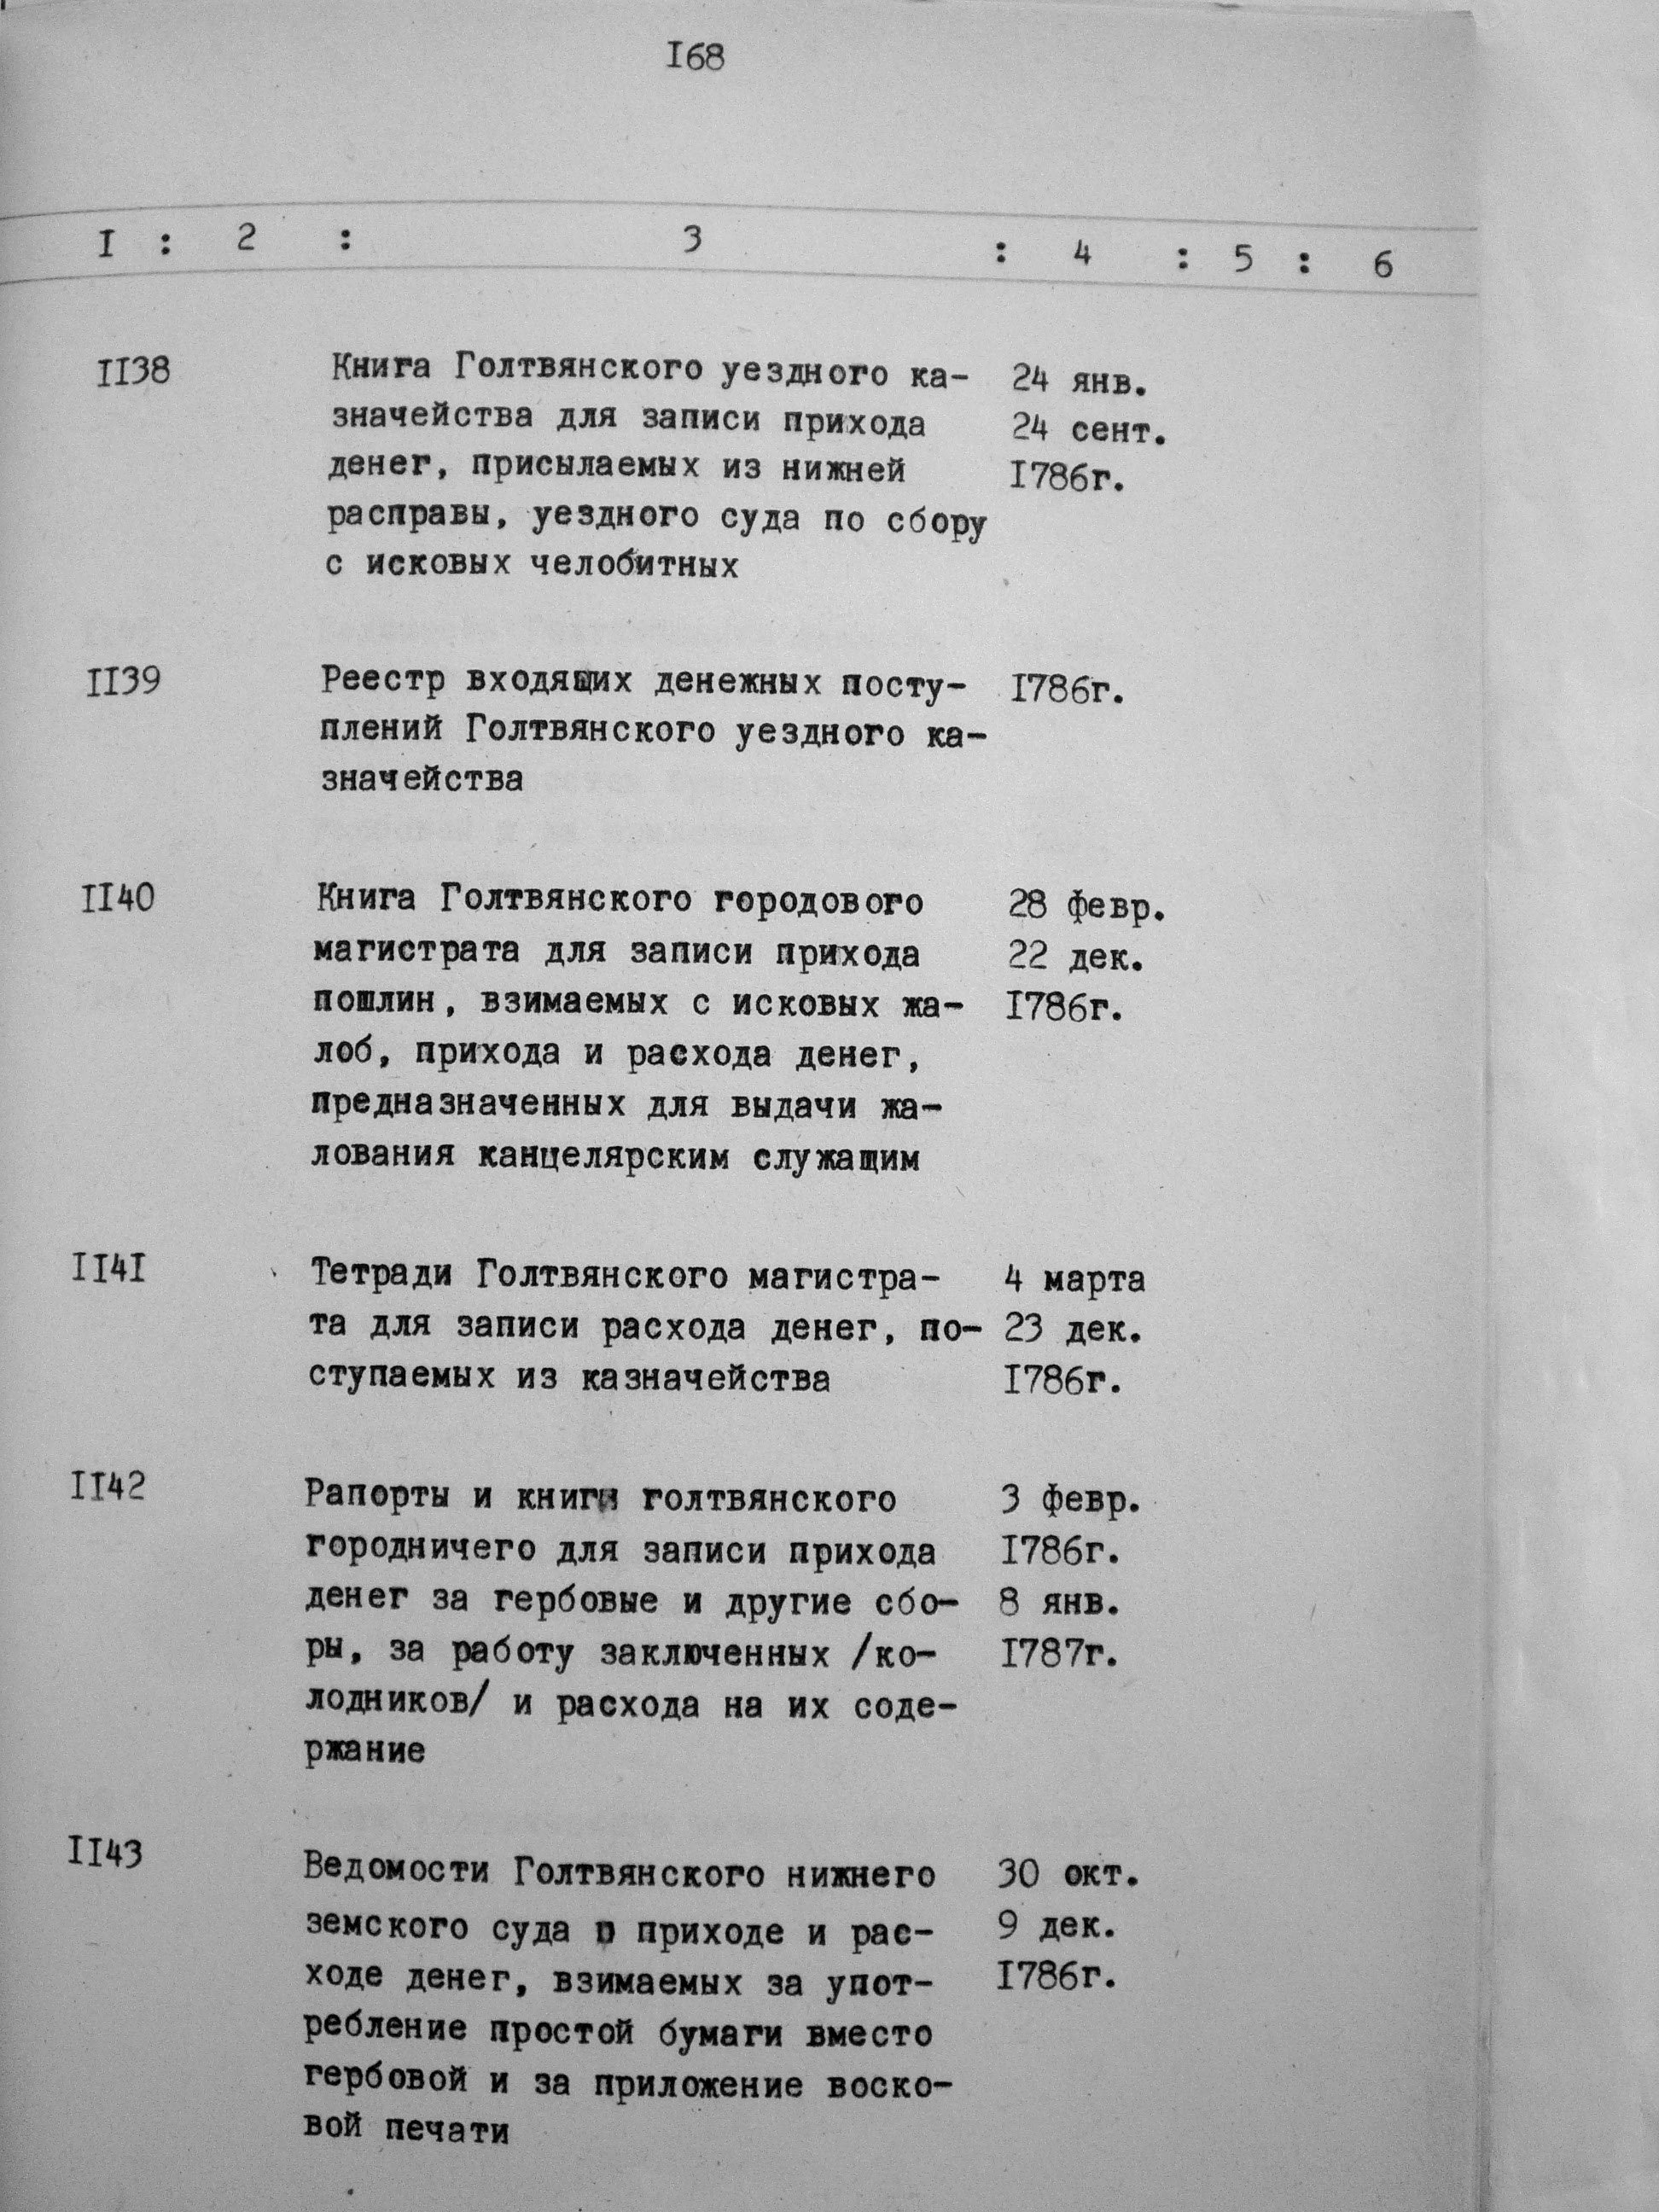 I68
I : 2 : 3 : 4 : 5 : 6
II38 Книга Голтвянского уездного ка- 24 янв.
значейства для записи прихода 24 сент.
денег, присылаемых из нижней I786г.
расправы, уездного суда по сбору
с исковых челобитных
II39 Реестр входящих денежных посту- I786г.
плений Голтвянского уездного ка-
значейства
II40 Книга Голтвянского городового 28 февр.
магистрата для записи прихода 22 дек.
пошлин, взимаемых с исковых жа- I786г.
лоб, прихода и расхода денег,
предназначенных для выдачи жа-
лования канцелярским служащим
II4I Тетради Голтвянского магистра- 4 марта
та для записи расхода денег, по- 23 дек.
ступаемых из казначейства I786г.
II42 Рапорты и книги голтвянского 3 февр.
городничего для записи прихода I786г.
денег за гербовые и другие сбо- 8 янв.
ры, за работу заключенных /ко- I787г.
лодников/ и расхода на их соде-
ржание
II43 Ведомости Голтвянского нижнего 30 окт.
земского суда о приходе и рас- 9 дек.
ходе денег, взимаемых за упот- I786г.
ребление простой бумаги вместо
гербовой и за приложение воско-
вой печати